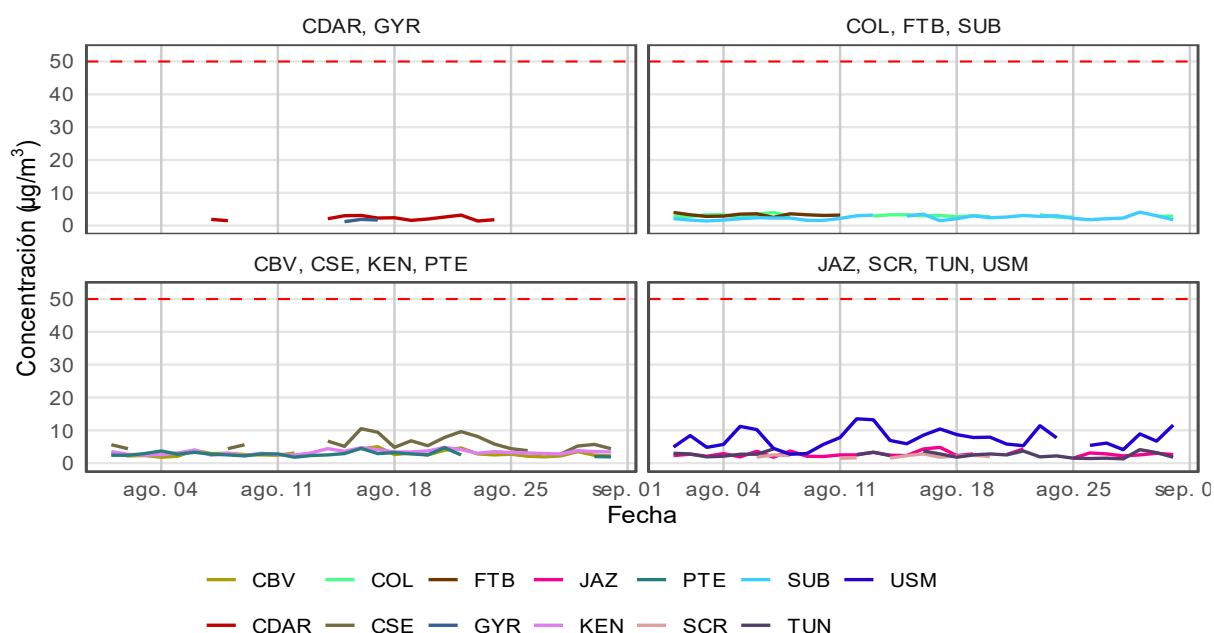 CDAR, GYR
COL, FTB, SUB
50
40
30
20
10
0
CBV, CSE, KEN, PTE
JAZ, SCR, TUN, USM
50
40
30
20
10
0
Concentración (µg/m³)
ago. 04 ago. 11 ago. 18 ago. 25 sep. 01
ago. 04 ago. 11 ago. 18 ago. 25 sep. 0
Fecha
CBV COL FTB JAZ PTE SUB USM
CDAR CSE GYR KEN SCR TUN